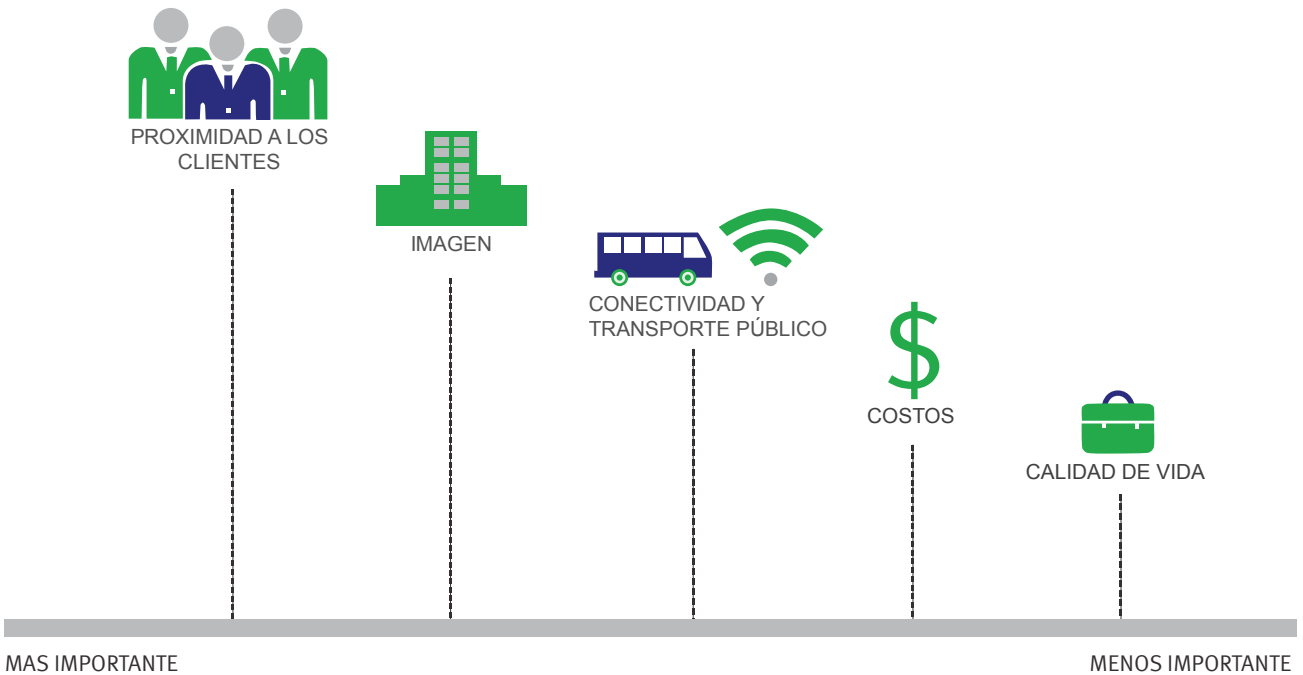 PROXIMIDAD A LOS
CLIENTES
IMAGEN
CONECTIVIDAD Y
TRANSPORTE PÚBLICO
$
COSTOS
CALIDAD DE VIDA
MAS IMPORTANTE
MENOS IMPORTANTE